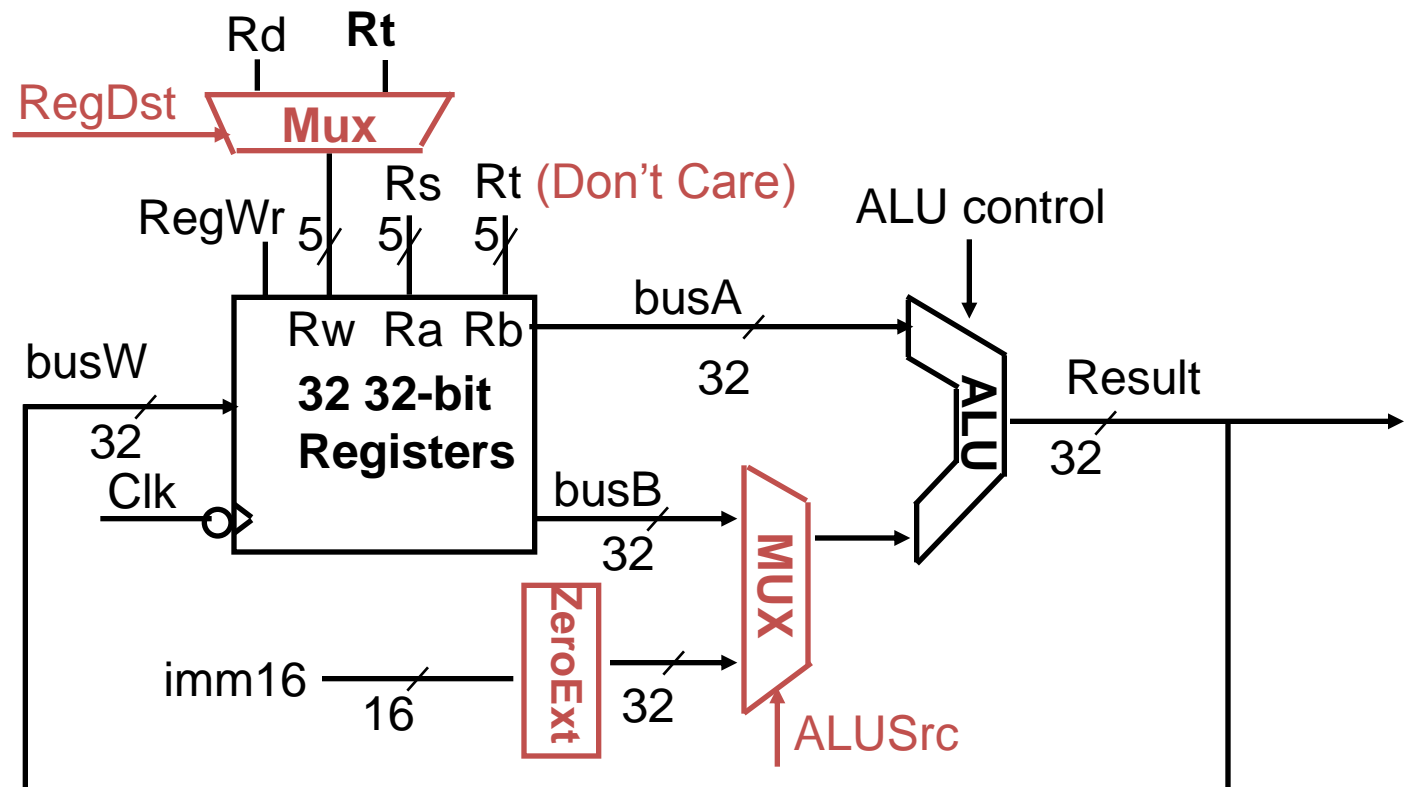 Rd Rt
RegDst
Mux
Rs Rt (Don't Care)
RegWr 5 5 5
ALU control
Rw Ra Rb
busA
32
busW
32
32 32-bit
Registers
ALU
Result
32
Clk
busB
32
MUX
ZeroExt
imm16
16
32
ALUSrc